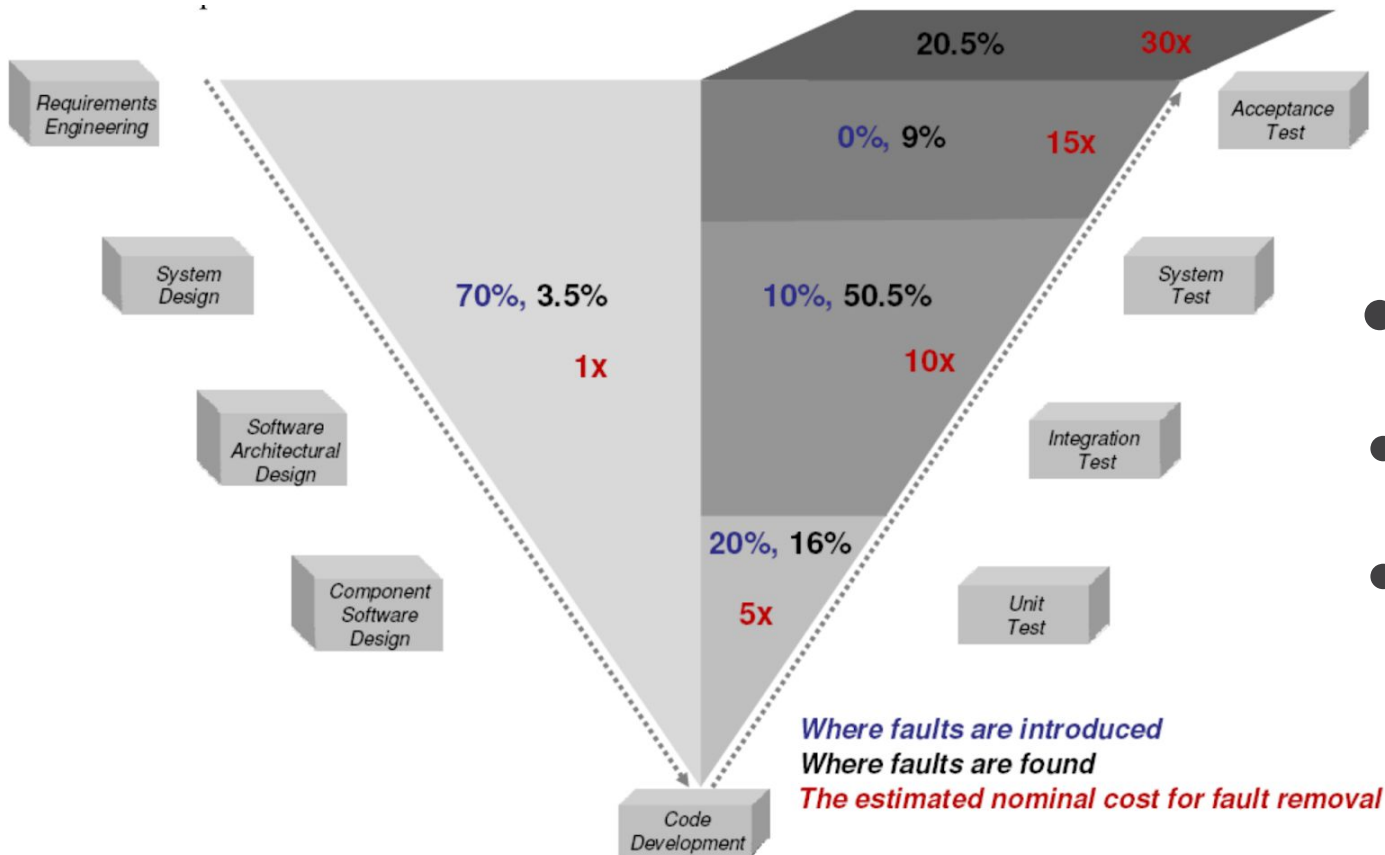 20.5% 30x
Requirements
Engineering
0%, 9% 15x
Acceptance
Test
System
Design
70%, 3.5%
1x
10%, 50.5%
10x
System
Test
Software
Architectural
Design
Integration
Test
20%, 16%
5x
Component
Software
Design
Unit
Test
Where faults are introduced
Where faults are found
The estimated nominal cost for fault removal
Code
Development